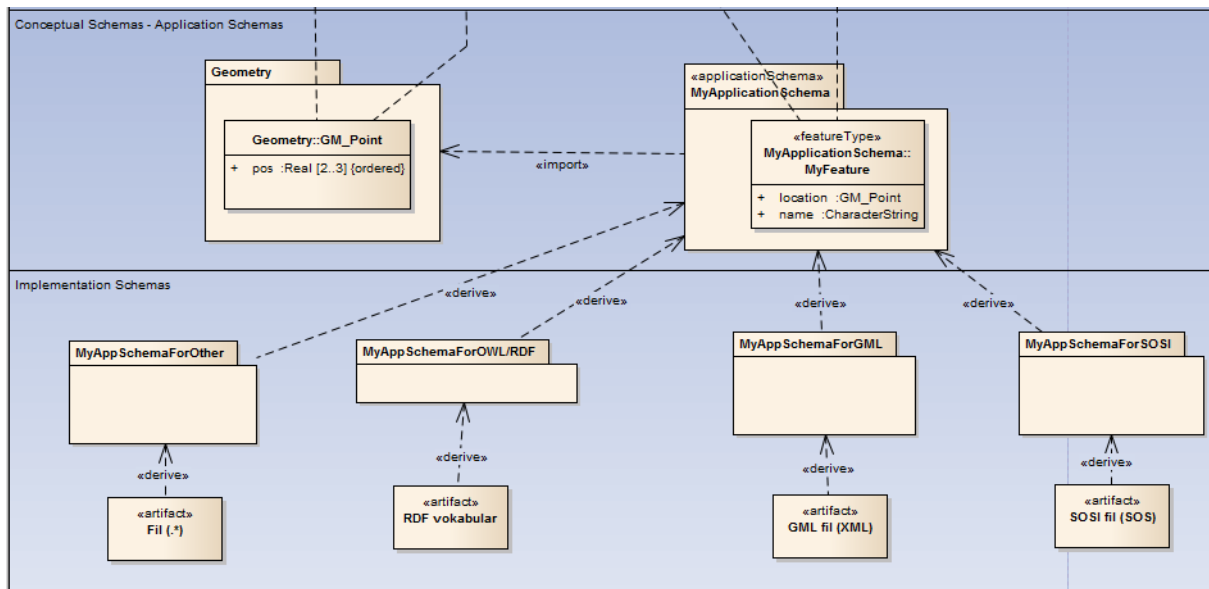 Conceptual Schemas - Application Schemas
Geometry
Geometry::GM_Point
+ pos :Real [2..3] {ordered}
«import»
«applicationSchema»
MyApplicationSchema
«featureType»
MyApplicationSchema::
MyFeature
+ location :GM_Point
+ name :CharacterString
Implementation Schemas
«derive»
«derive»
«derive»
«derive»
MyAppSchemaForOther
MyAppSchemaForOWL/RDF
MyAppSchemaForGML
MyAppSchemaForSOSI
«derive»
«derive»
«derive»
«derive»
«artifact»
Fil (.*)
«artifact»
RDF vokabular
«artifact»
GML fil (XML)
«artifact»
SOSI fil (SOS)